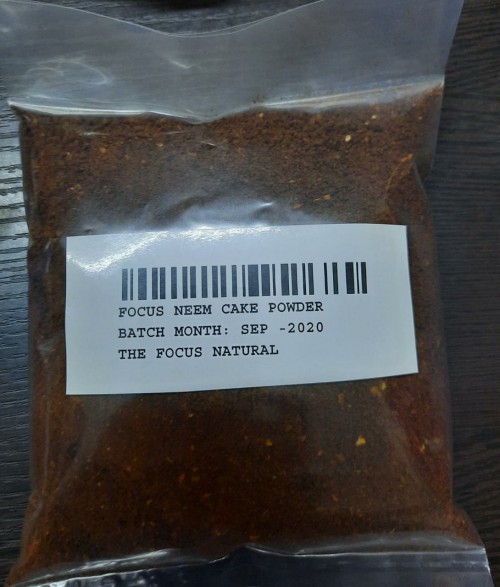 FOCUS NEEM CAKE POWDER
BATCH MONTH: SEP -2020
THE FOCUS NATURAL